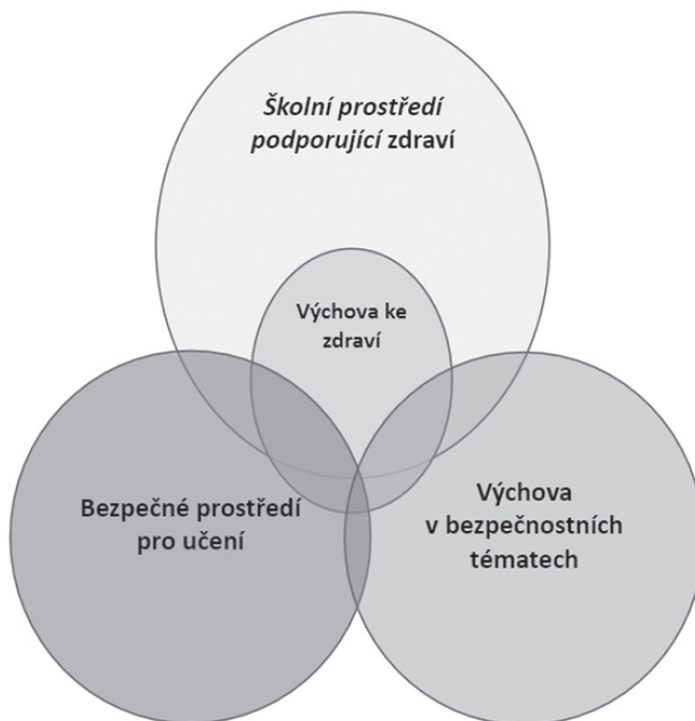 Školní prostředí
podporující zdraví
Výchova ke
zdraví
Bezpečné prostředí
pro učení
Výchova
v bezpečnostních
tématech